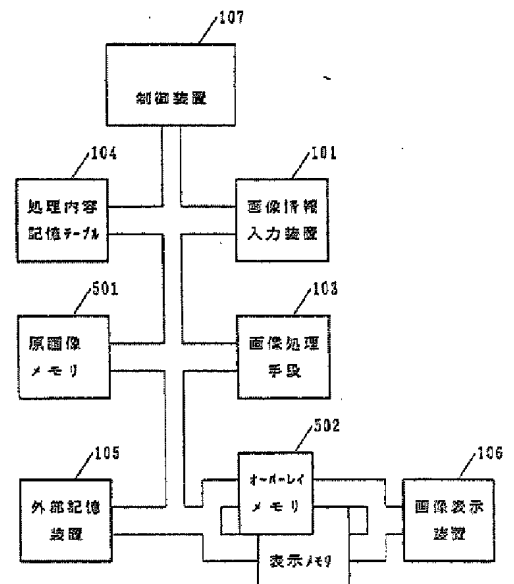 107
制御装置
104
処理内容
記憶テーブル
101
画像情報
入力装置
501
原画像
メモリ
103
画像処理
手段
105
外部記憶
装置
502
オーバーレイ
メモリ
表示メモリ
106
画像表示
装置